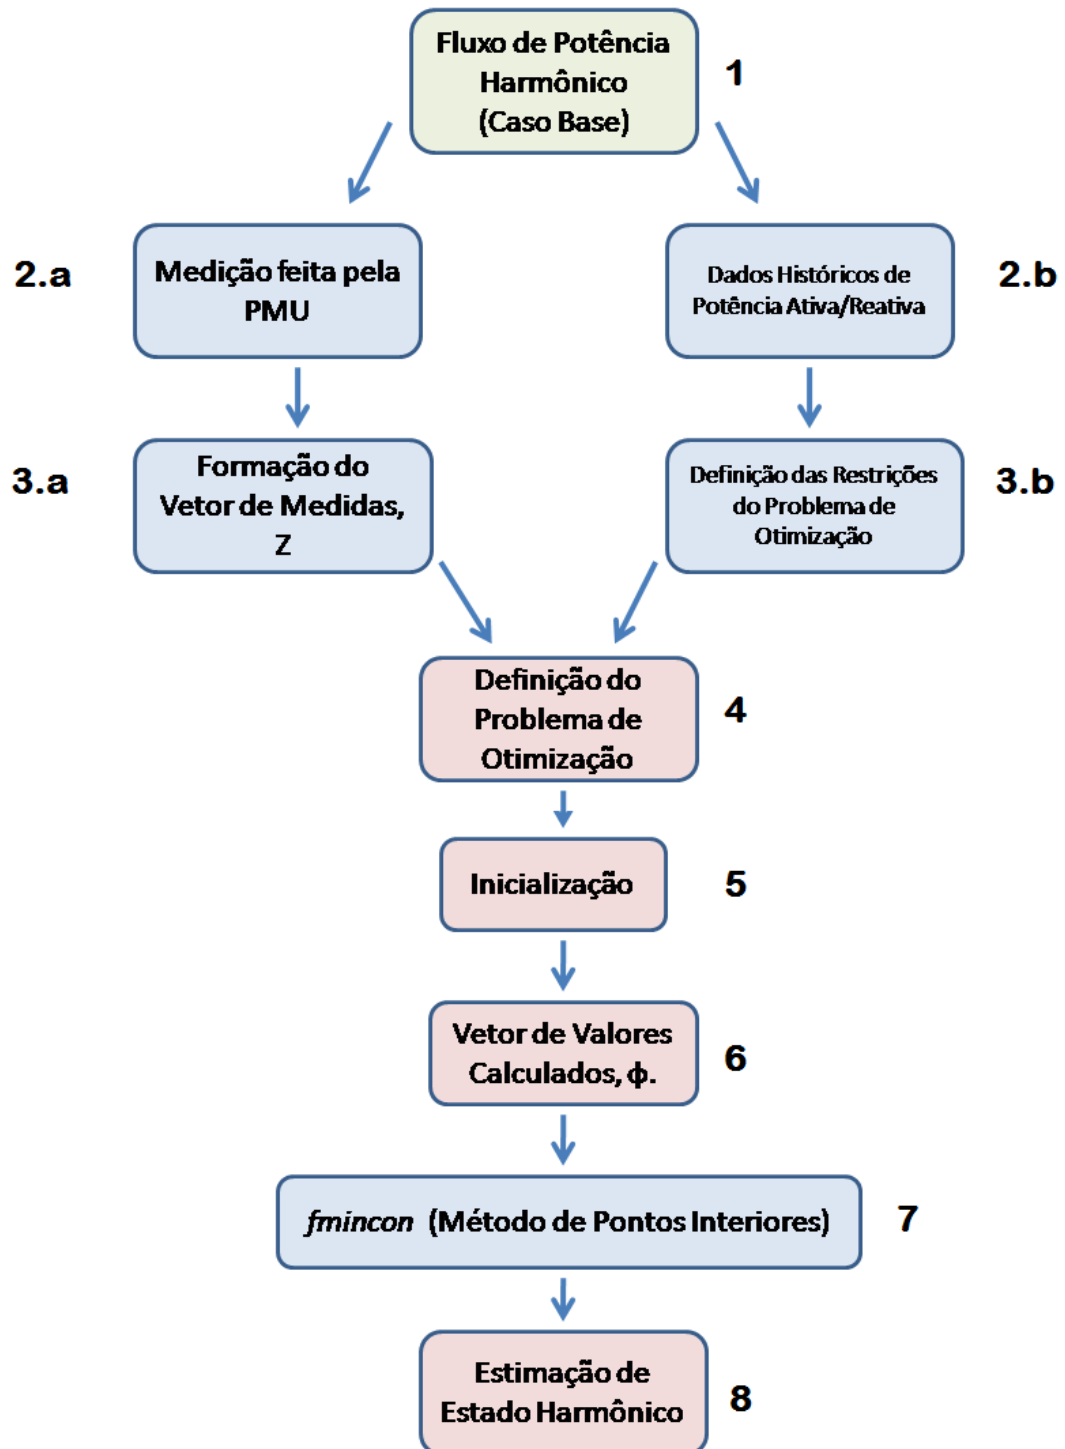 Fluxo de Potência
Harmônico
(Caso Base)
1
2.a
Medição feita pela
PMU
Dados Históricos de
Potência Ativa/Reativa
2.b
3.a
Formação do
Vetor de Medidas,
Z
Definição das Restrições
do Problema de
Otimização
3.b
Definição do
Problema de
Otimização
4
Inicialização
5
Vetor de Valores
Calculados, ϕ.
6
fmincon (Método de Pontos Interiores)
7
Estimação de
Estado Harmônico
8